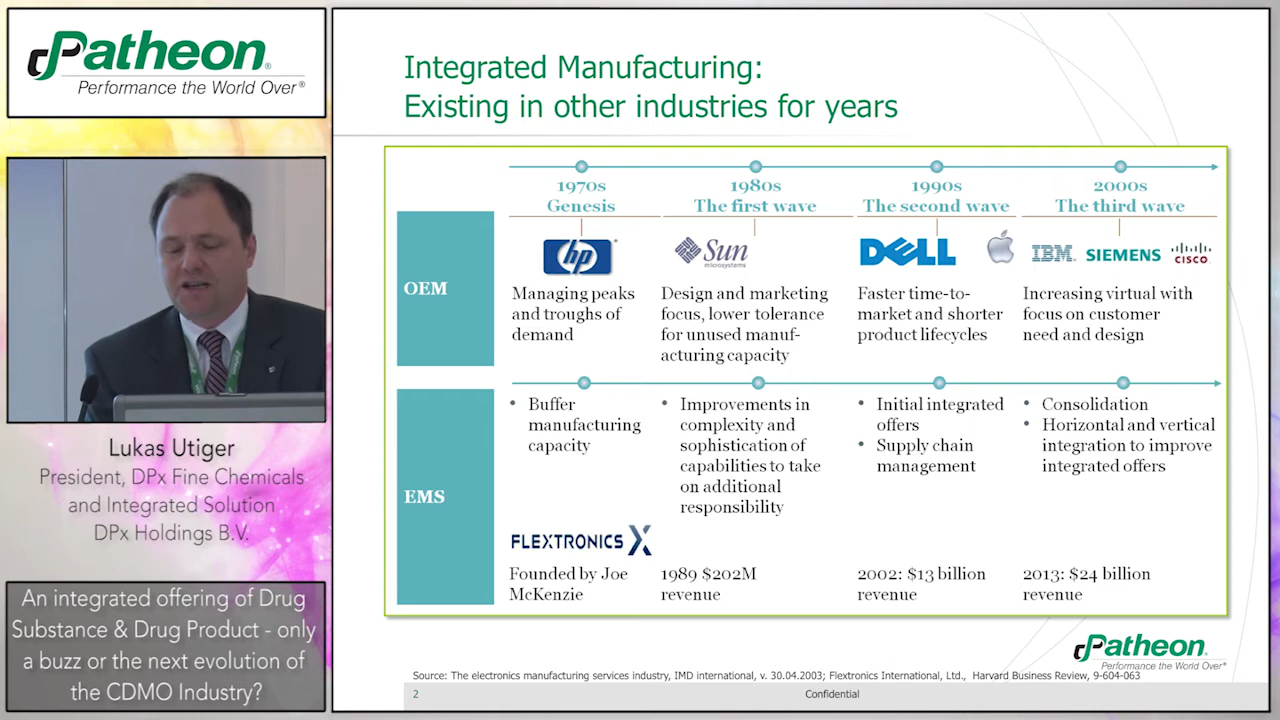 Patheon®
Performance the World Over®
Lukas Utiger
President, DPx Fine Chemicals
and Integrated Solution
DPx Holdings B.V.
An integrated offering of Drug
Substance & Drug Product - only
a buzz or the next evolution of
the CDMO Industry?
Integrated Manufacturing:
Existing in other industries for years
1970s
Genesis
1980s
The first wave
1990s
The second wave
2000s
The third wave
OEM
hp®
Sun
microsystems
DELL
IBM®
SIEMENS
CISCO
Managing peaks
and troughs of
demand
Design and marketing
focus, lower tolerance
for unused manuf-
acturing capacity
Faster time-to-
market and shorter
product lifecycles
Increasing virtual with
focus on customer
need and design
EMS
• Buffer
manufacturing
capacity
• Improvements in
complexity and
sophistication of
capabilities to take
on additional
responsibility
• Initial integrated
offers
• Supply chain
management
• Consolidation
• Horizontal and vertical
integration to improve
integrated offers
FLEXTRONICS
Founded by Joe
McKenzie
1989 $202M
revenue
2002: $13 billion
revenue
2013: $24 billion
revenue
Patheon®
Performance the World Over®
Source: The electronics manufacturing services industry, IMD international, v. 30.04.2003; Flextronics International, Ltd., Harvard Business Review, 9-604-063
2
Confidential